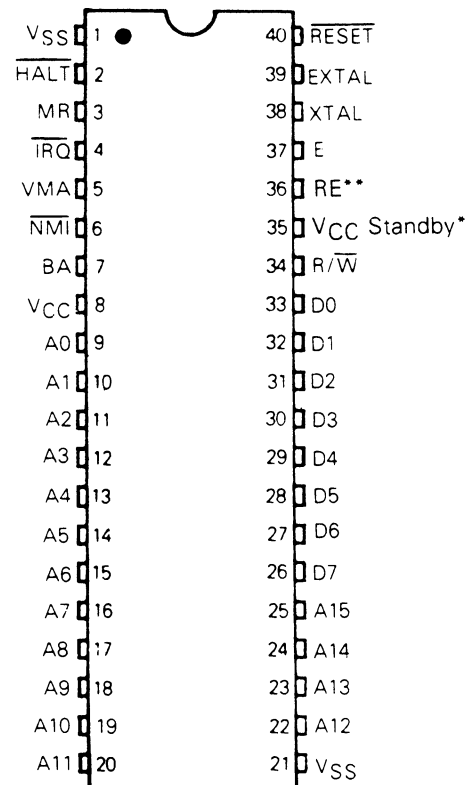 VSS 1 40 RESET
HALT 2 39 EXTAL
MR 3 38 XTAL
IRQ 4 37 E
VMA 5 36 RE**
NMI 6 35 VCC Standby*
BA 7 34 R/W
VCC 8 33 D0
A0 9 32 D1
A1 10 31 D2
A2 11 30 D3
A3 12 29 D4
A4 13 28 D5
A5 14 27 D6
A6 15 26 D7
A7 16 25 A15
A8 17 24 A14
A9 18 23 A13
A10 19 22 A12
A11 20 21 VSS